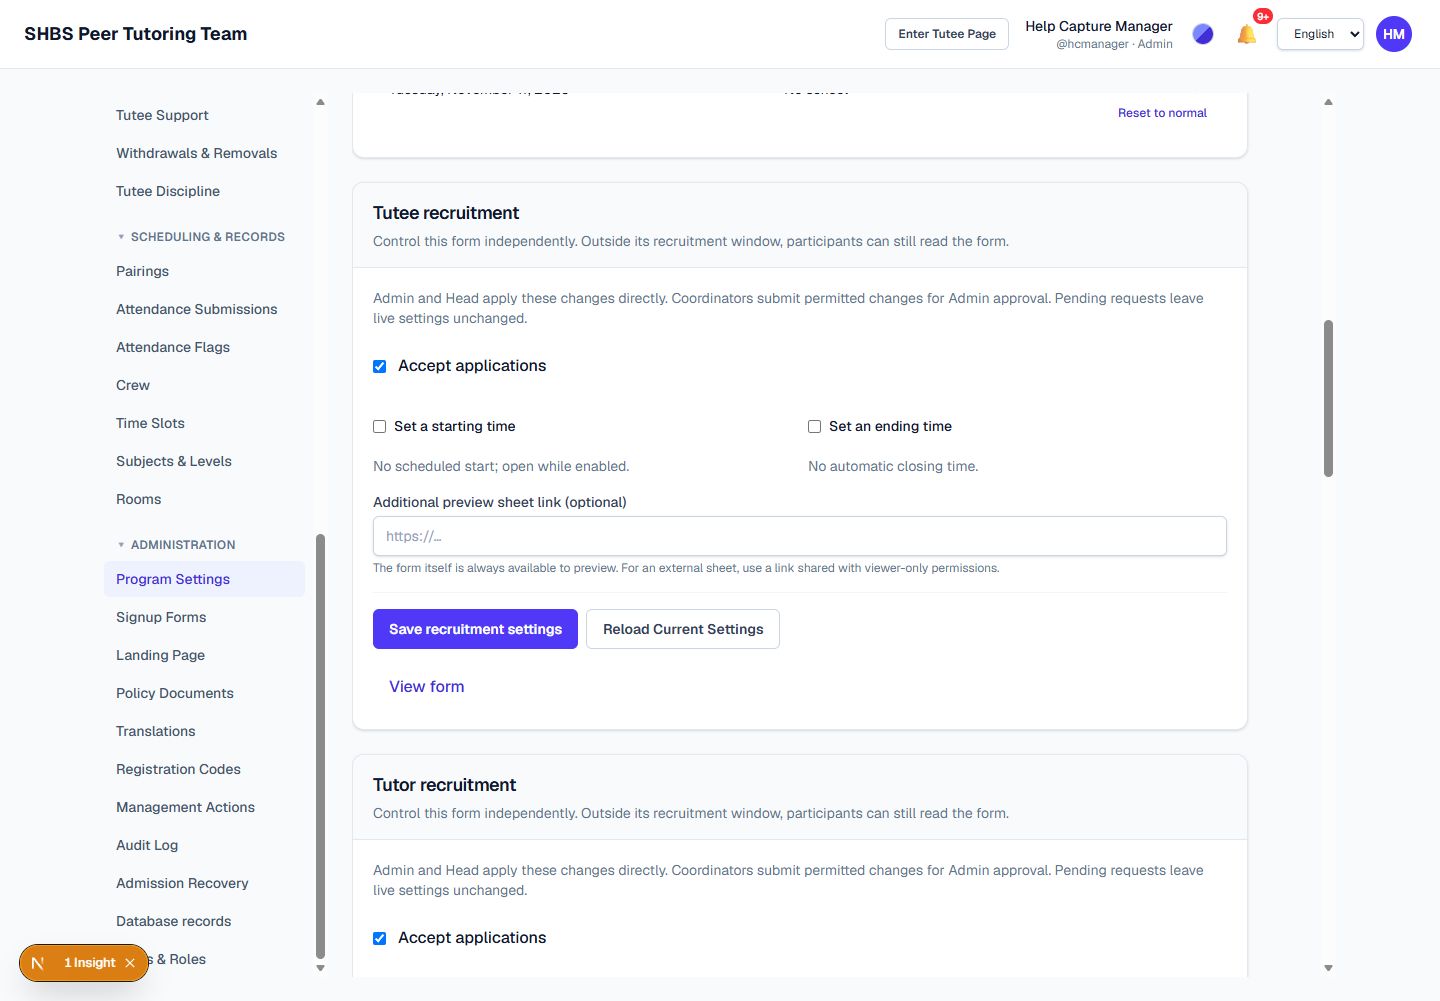 SHBS Peer Tutoring Team
Enter Tutee Page
Help Capture Manager
@hcmanager · Admin
9+
English
HM
Tutee Support
Withdrawals & Removals
Tutee Discipline
SCHEDULING & RECORDS
Pairings
Attendance Submissions
Attendance Flags
Crew
Time Slots
Subjects & Levels
Rooms
ADMINISTRATION
Program Settings
Signup Forms
Landing Page
Policy Documents
Translations
Registration Codes
Management Actions
Audit Log
Admission Recovery
Database records
& Roles
1 Insight
Reset to normal
Tutee recruitment
Control this form independently. Outside its recruitment window, participants can still read the form.
Admin and Head apply these changes directly. Coordinators submit permitted changes for Admin approval. Pending requests leave
live settings unchanged.
Accept applications
Set a starting time
Set an ending time
No scheduled start; open while enabled.
No automatic closing time.
Additional preview sheet link (optional)
https://...
The form itself is always available to preview. For an external sheet, use a link shared with viewer-only permissions.
Save recruitment settings
Reload Current Settings
View form
Tutor recruitment
Control this form independently. Outside its recruitment window, participants can still read the form.
Admin and Head apply these changes directly. Coordinators submit permitted changes for Admin approval. Pending requests leave
live settings unchanged.
Accept applications